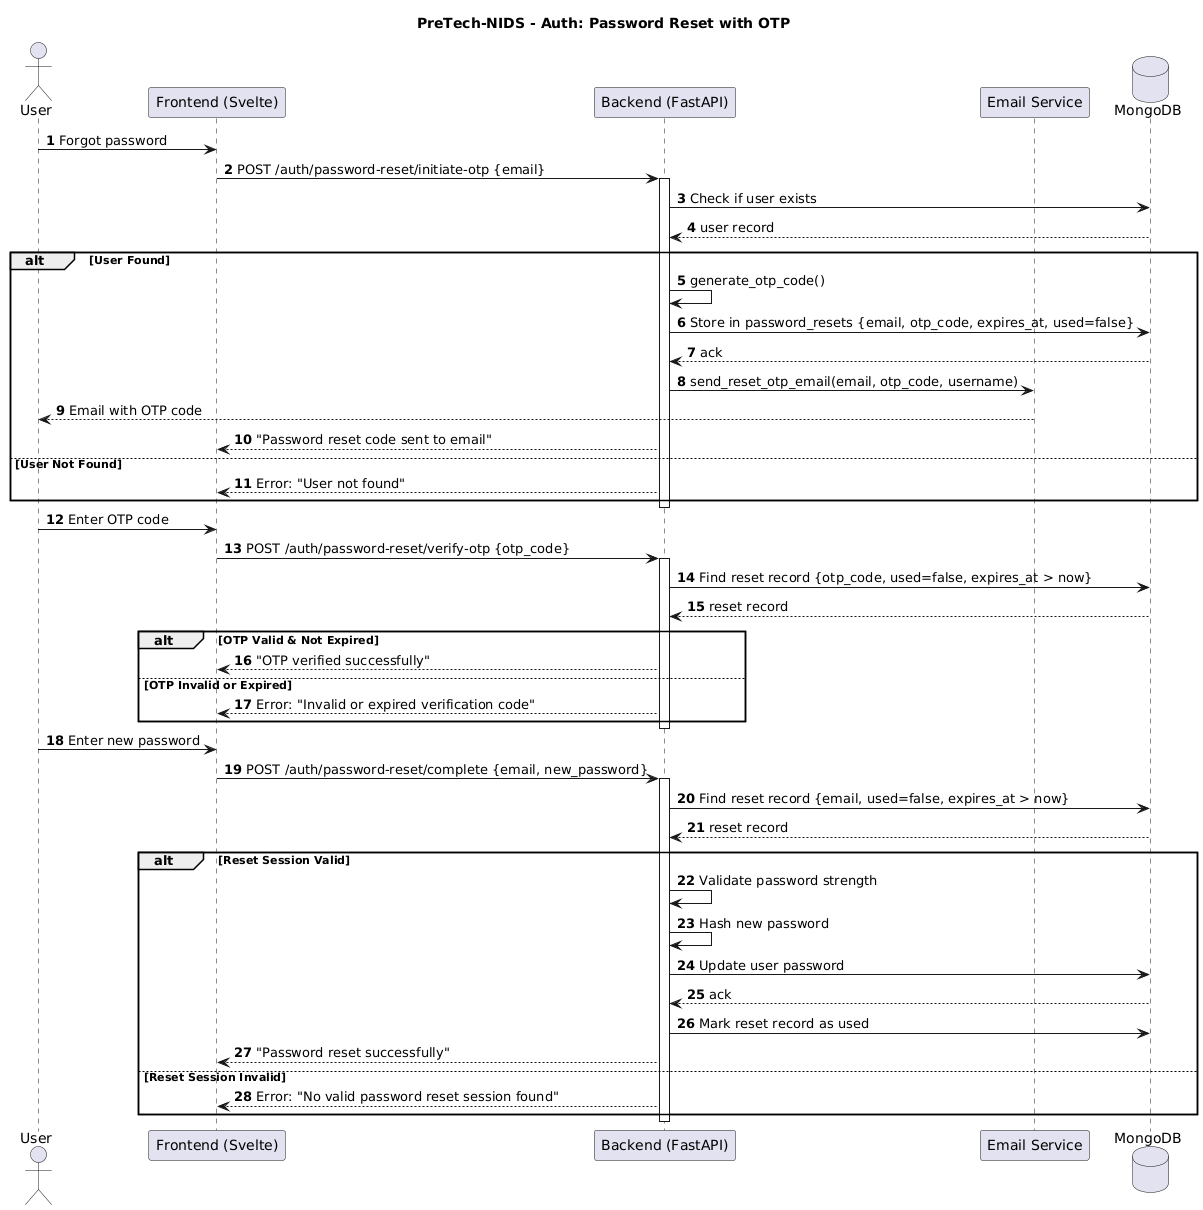 PreTech-NIDS - Auth: Password Reset with OTP
User
Frontend (Svelte)
Backend (FastAPI)
Email Service
MongoDB
1 Forgot password
2 POST /auth/password-reset/initiate-otp {email}
3 Check if user exists
4 user record
alt [User Found]
5 generate_otp_code()
6 Store in password_resets {email, otp_code, expires_at, used=false}
7 ack
8 send_reset_otp_email(email, otp_code, username)
9 Email with OTP code
10 "Password reset code sent to email"
[User Not Found]
11 Error: "User not found"
12 Enter OTP code
13 POST /auth/password-reset/verify-otp {otp_code}
14 Find reset record {otp_code, used=false, expires_at > now}
15 reset record
alt [OTP Valid & Not Expired]
16 "OTP verified successfully"
[OTP Invalid or Expired]
17 Error: "Invalid or expired verification code"
18 Enter new password
19 POST /auth/password-reset/complete {email, new_password}
20 Find reset record {email, used=false, expires_at > now}
21 reset record
alt [Reset Session Valid]
22 Validate password strength
23 Hash new password
24 Update user password
25 ack
26 Mark reset record as used
27 "Password reset successfully"
[Reset Session Invalid]
28 Error: "No valid password reset session found"
User
Frontend (Svelte)
Backend (FastAPI)
Email Service
MongoDB